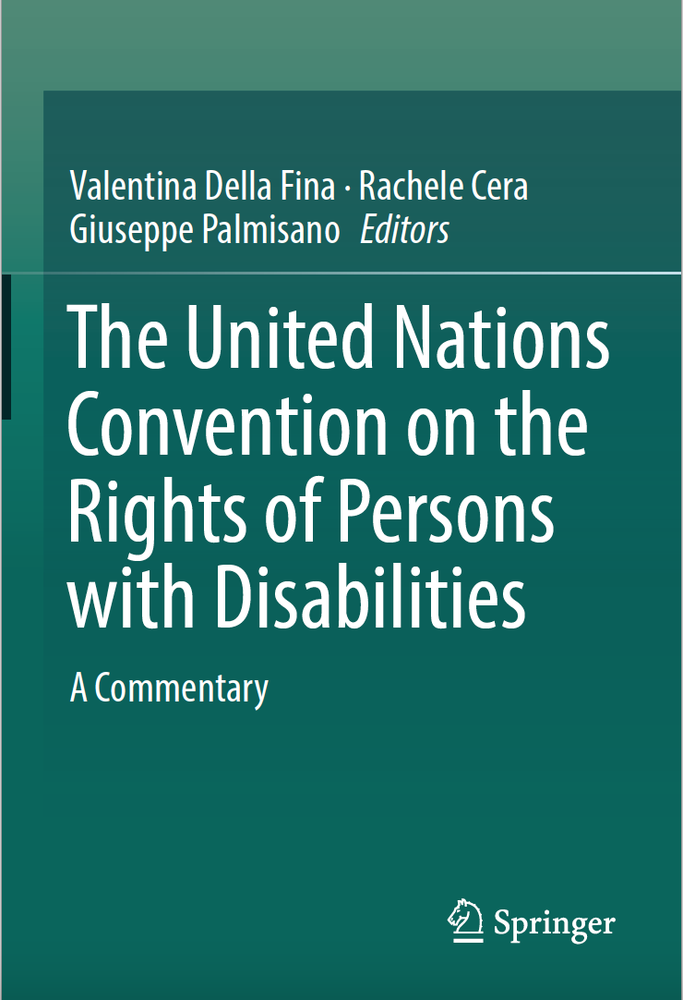 Valentina Della Fina · Rachele Cera
Giuseppe Palmisano Editors
The United Nations
Convention on the
Rights of Persons
with Disabilities
A Commentary
Springer